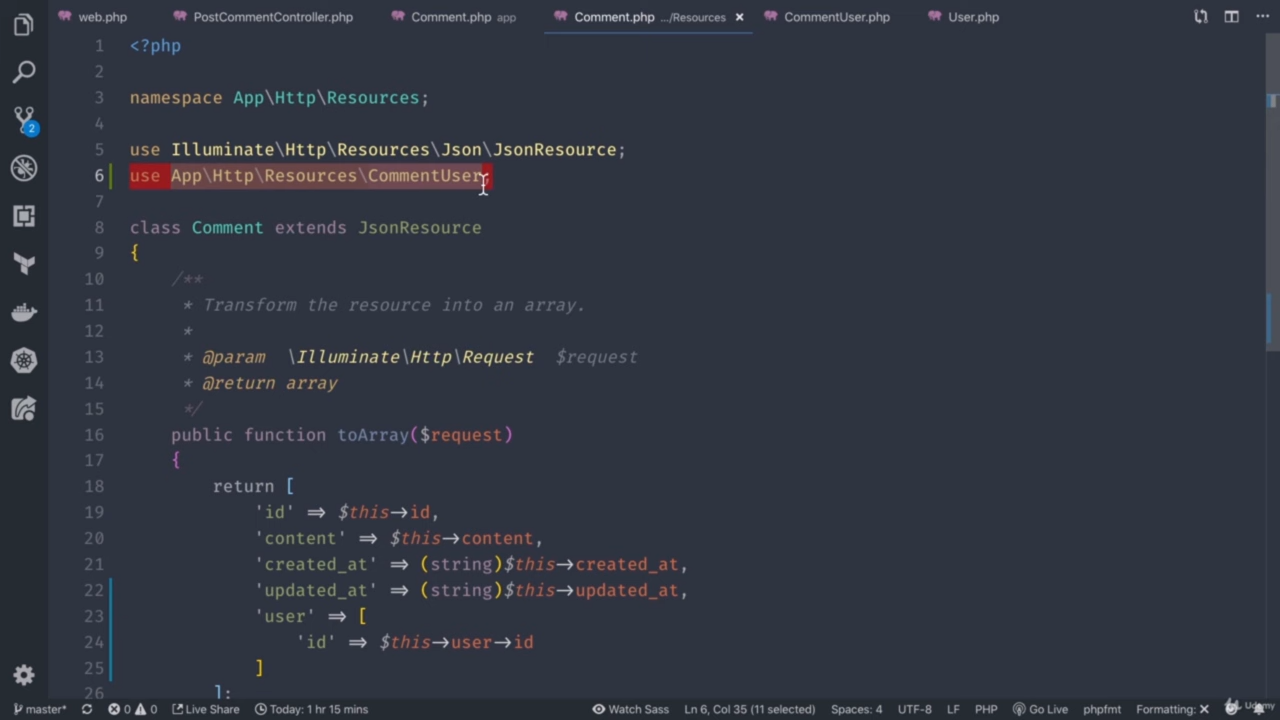 web.php PostCommentController.php Comment.php app Comment.php .../Resources × CommentUser.php User.php
1 <?php
2
3 namespace App\Http\Resources;
4
5 use Illuminate\Http\Resources\Json\JsonResource;
6 use App\Http\Resources\CommentUser;
7
8 class Comment extends JsonResource
9 {
10 /**
11 * Transform the resource into an array.
12 *
13 * @param \Illuminate\Http\Request $request
14 * @return array
15 */
16 public function toArray($request)
17 {
18 return [
19 'id' => $this->id,
20 'content' => $this->content,
21 'created_at' => (string)$this->created_at,
22 'updated_at' => (string)$this->updated_at,
23 'user' => [
24 'id' => $this->user->id
25 ]
26 ];
2
master* 0 0 Live Share Today: 1 hr 15 mins Watch Sass Ln 6, Col 35 (11 selected) Spaces: 4 UTF-8 LF PHP Go Live phpfmt Formatting: × Udemy